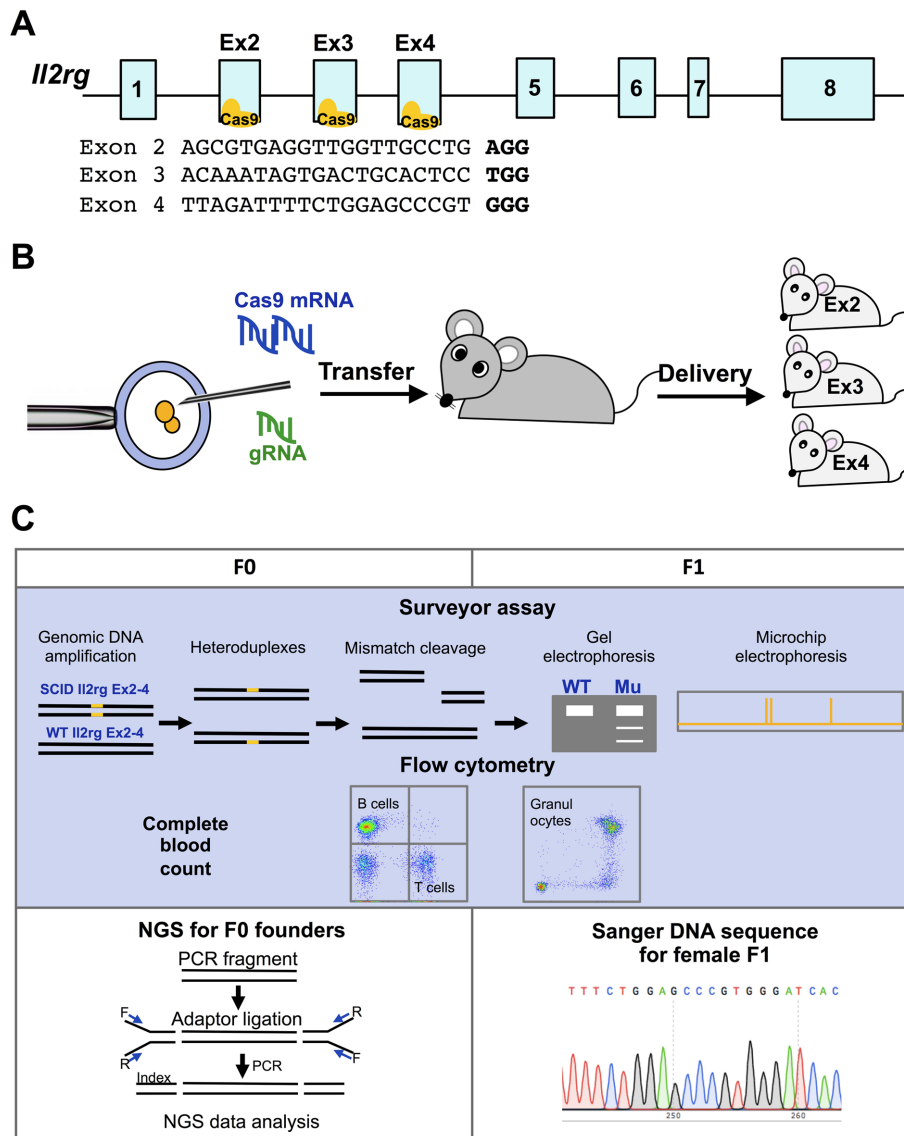 A
Ex2 Ex3 Ex4
Il2rg 1 5 6 7 8
Cas9 Cas9 Cas9
Exon 2 AGCGTGAGGTTGGTTGCCTG AGG
Exon 3 ACAAATAGTGACTGCACTCC TGG
Exon 4 TTAGATTTTCTGGAGCCCGT GGG
B
Cas9 mRNA
gRNA
Transfer
Delivery
Ex2
Ex3
Ex4
C
F0 F1
Surveyor assay
Genomic DNA
amplification
Heteroduplexes
Mismatch cleavage
Gel
electrophoresis
Microchip
electrophoresis
SCID Il2rg Ex2-4
WT Il2rg Ex2-4
WT Mu
Flow cytometry
Complete
blood
count
B cells
T cells
Granul
ocytes
NGS for F0 founders
PCR fragment
Adaptor ligation
F R
R F
PCR
Index
NGS data analysis
Sanger DNA sequence
for female F1
T T T C T G G A G C C C G T G G G A T C A C
250 260